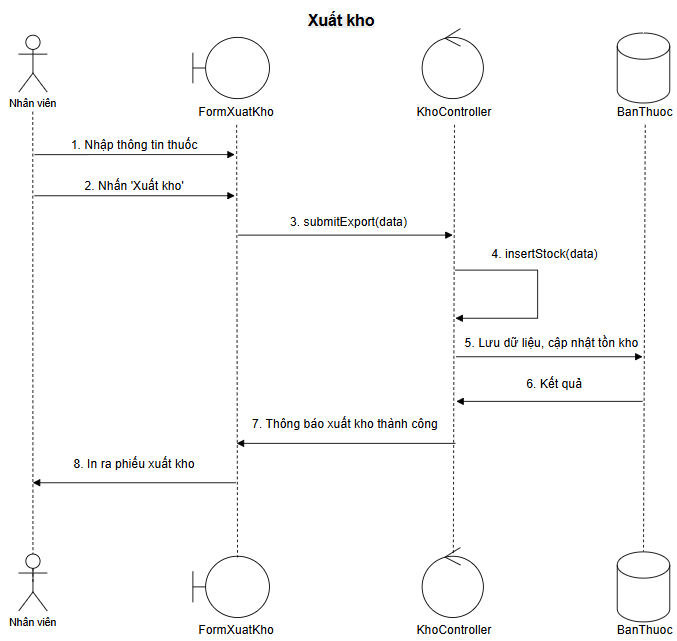 Xuất kho
Nhân viên
FormXuatKho
KhoController
BanThuoc
1. Nhập thông tin thuốc
2. Nhấn 'Xuất kho'
3. submitExport(data)
4. insertStock(data)
5. Lưu dữ liệu, cập nhật tồn kho
6. Kết quả
7. Thông báo xuất kho thành công
8. In ra phiếu xuất kho
Nhân viên
FormXuatKho
KhoController
BanThuoc